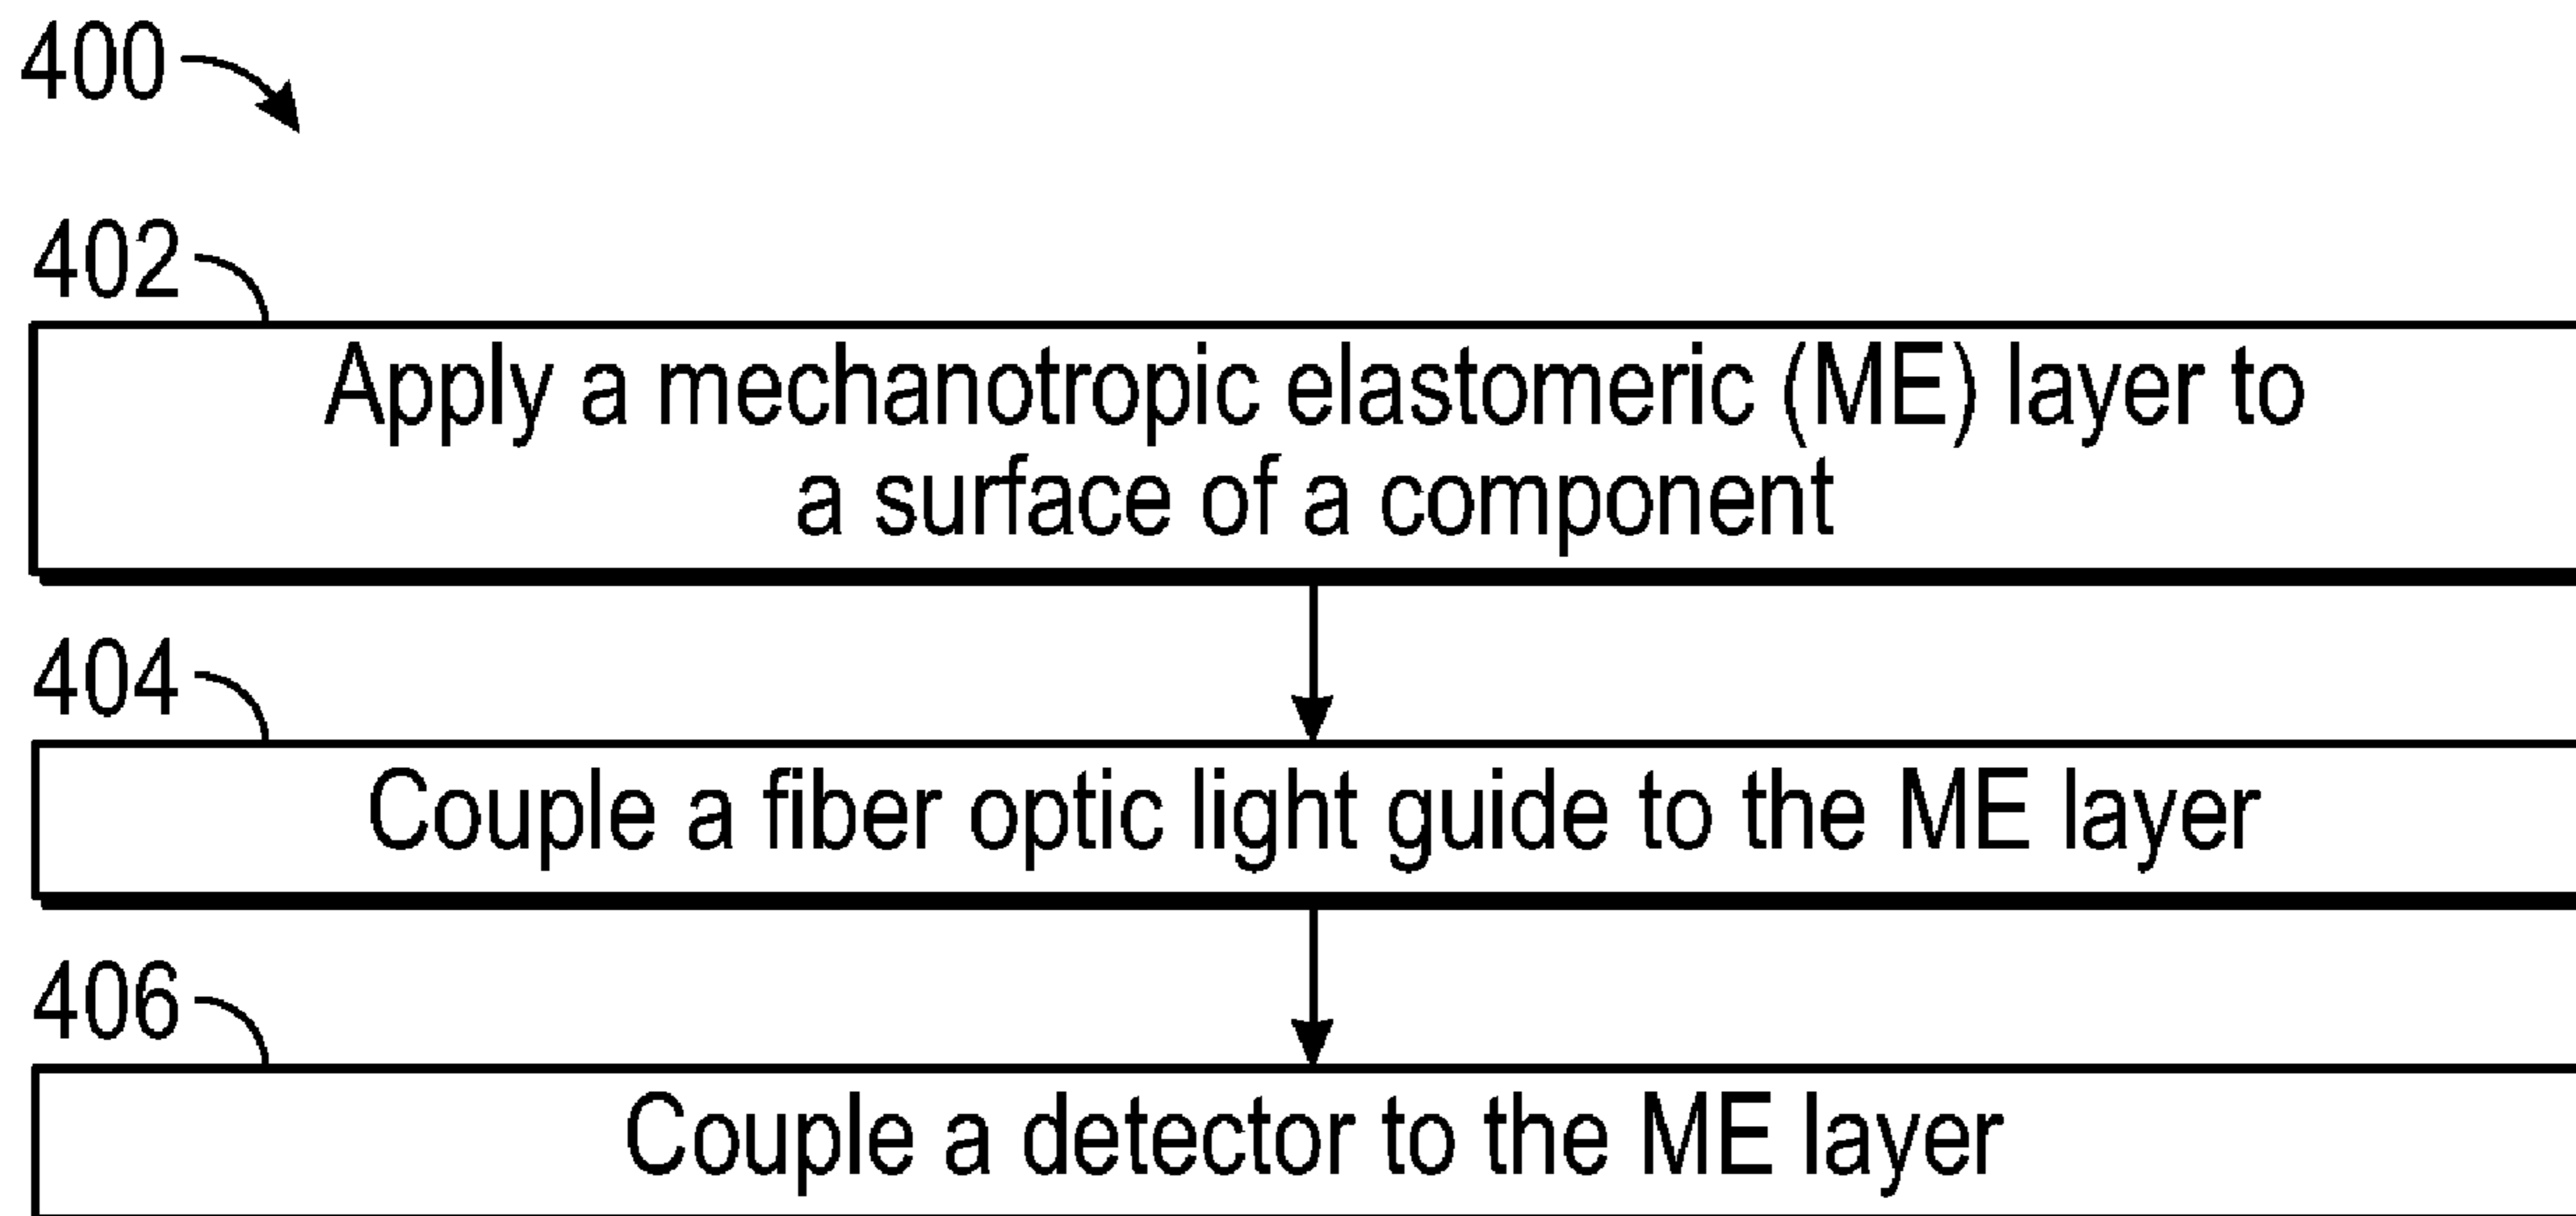 400
402
Apply a mechanotropic elastomeric (ME) layer to
a surface of a component
404
Couple a fiber optic light guide to the ME layer
406
Couple a detector to the ME layer